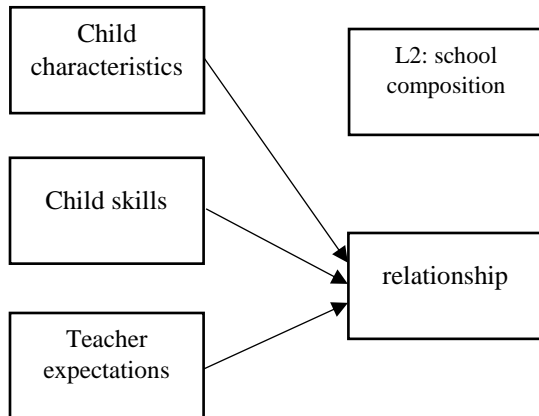 Child
characteristics
L2: school
composition
Child skills
relationship
Teacher
expectations